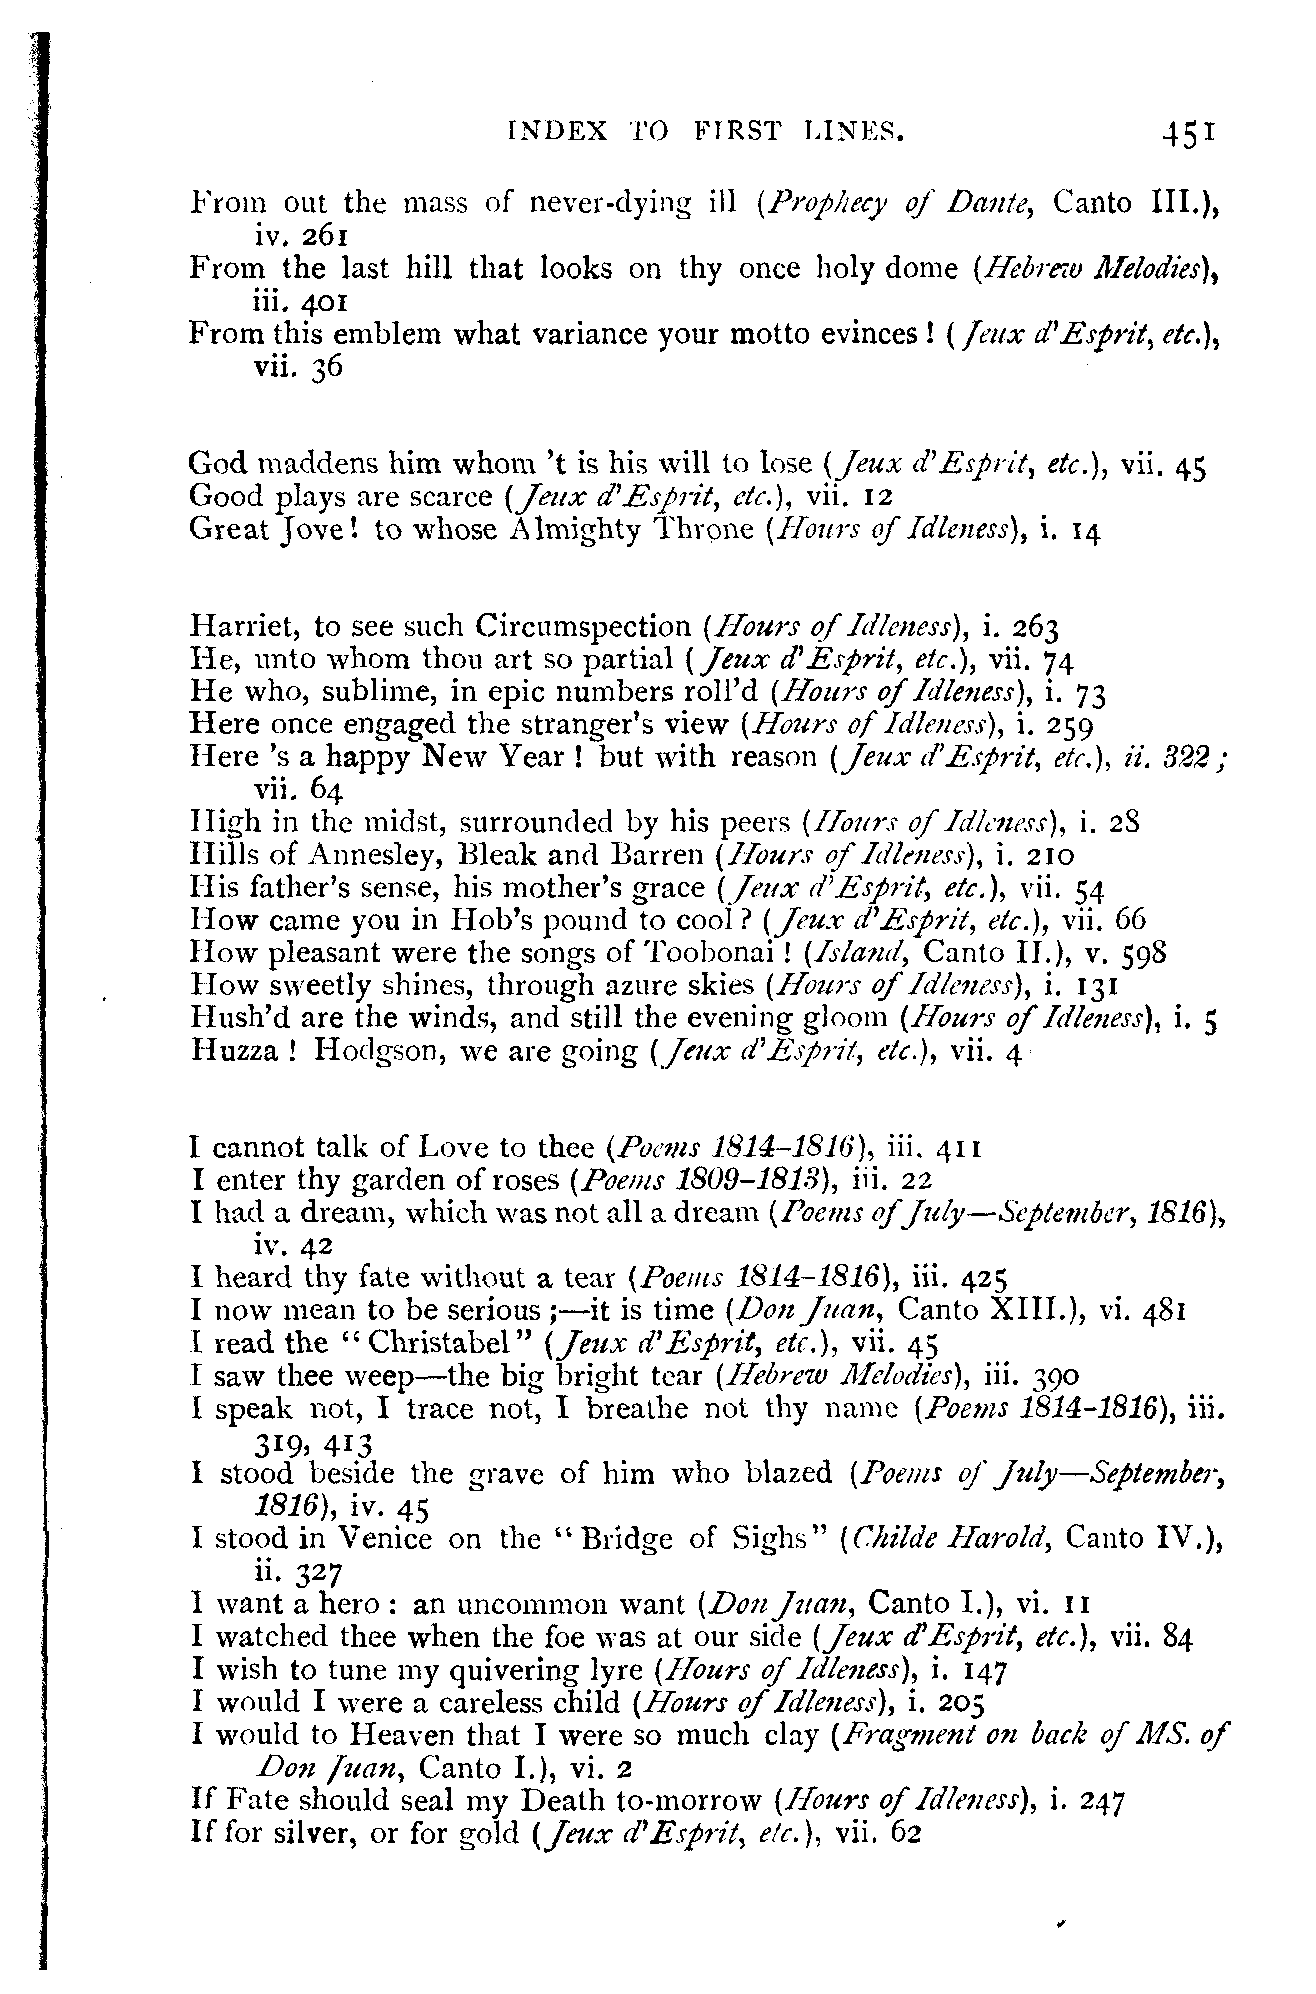 INDEX TO FIRST LINES. 451
From out the mass of never-dying ill (Prophecy of Dante, Canto III.),
iv. 261
From the last hill that looks on thy once holy dome (Hebrew Melodies),
iii. 401
From this emblem what variance your motto evinces ! (Jeux d'Esprit, etc.),
vii. 36
God maddens him whom 't is his will to lose (Jeux d'Esprit, etc.), vii. 45
Good plays are scarce (Jeux d'Esprit, etc.), vii. 12
Great Jove! to whose Almighty Throne (Hours of Idleness), i. 14
Harriet, to see such Circumspection (Hours of Idleness), i. 263
He, unto whom thou art so partial (Jeux d'Esprit, etc.), vii. 74
He who, sublime, in epic numbers roll'd (Hours of Idleness), i. 73
Here once engaged the stranger's view (Hours of Idleness), i. 259
Here 's a happy New Year ! but with reason (Jeux d'Esprit, etc.), ii. 322 ;
vii. 64
High in the midst, surrounded by his peers (Hours of Idleness), i. 28
Hills of Annesley, Bleak and Barren (Hours of Idleness), i. 210
His father's sense, his mother's grace (Jeux d'Esprit, etc.), vii. 54
How came you in Hob's pound to cool ? (Jeux d'Esprit, etc.), vii. 66
How pleasant were the songs of Toobonai ! (Island, Canto II.), v. 598
How sweetly shines, through azure skies (Hours of Idleness), i. 131
Hush'd are the winds, and still the evening gloom (Hours of Idleness), i. 5
Huzza ! Hodgson, we are going (Jeux d'Esprit, etc.), vii. 4
I cannot talk of Love to thee (Poems 1814–1816), iii. 411
I enter thy garden of roses (Poems 1809–1813), iii. 22
I had a dream, which was not all a dream (Poems of July—September, 1816),
iv. 42
I heard thy fate without a tear (Poems 1814–1816), iii. 425
I now mean to be serious ;—it is time (Don Juan, Canto XIII.), vi. 481
I read the "Christabel" (Jeux d'Esprit, etc.), vii. 45
I saw thee weep—the big bright tear (Hebrew Melodies), iii. 390
I speak not, I trace not, I breathe not thy name (Poems 1814–1816), iii.
319, 413
I stood beside the grave of him who blazed (Poems of July—September,
1816), iv. 45
I stood in Venice on the "Bridge of Sighs" (Childe Harold, Canto IV.),
ii. 327
I want a hero : an uncommon want (Don Juan, Canto I.), vi. 11
I watched thee when the foe was at our side (Jeux d'Esprit, etc.), vii. 84
I wish to tune my quivering lyre (Hours of Idleness), i. 147
I would I were a careless child (Hours of Idleness), i. 205
I would to Heaven that I were so much clay (Fragment on back of MS. of
Don Juan, Canto I.), vi. 2
If Fate should seal my Death to-morrow (Hours of Idleness), i. 247
If for silver, or for gold (Jeux d'Esprit, etc.), vii. 62